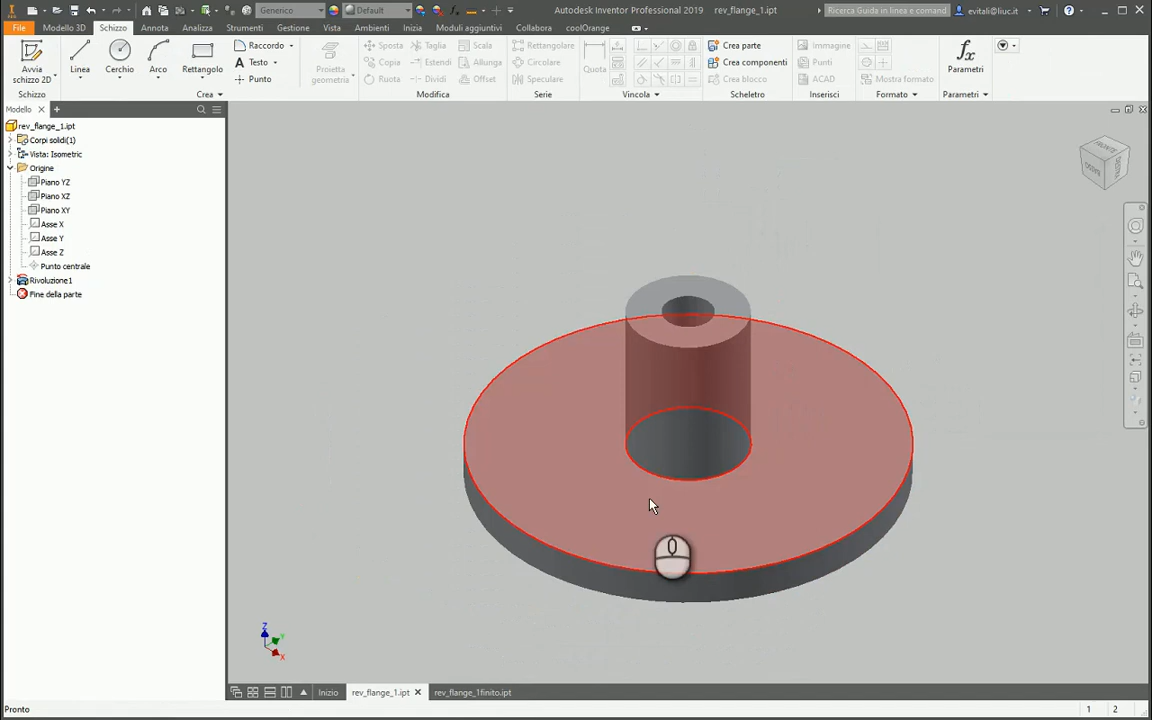 Generico
Default
Autodesk Inventor Professional 2019
rev_flange_1.ipt
Ricerca Guida in linea e comand
evitali@liuc.it
File
Modello 3D
Schizzo
Annota
Analizza
Strumenti
Gestione
Vista
Ambienti
Inizia
Moduli aggiuntivi
Collabora
coolOrange
Avvia
schizzo 2D
Linea
Cerchio
Arco
Rettangolo
Raccordo
Testo
Punto
Proietta
geometria
Sposta
Taglia
Scala
Copia
Estendi
Allunga
Ruota
Dividi
Offset
Rettangolare
Circolare
Speculare
Quota
Crea parte
Crea componenti
Crea blocco
Immagine
Punti
ACAD
Mostra formato
Parametri
Schizzo
Crea
Modifica
Serie
Vincola
Scheletro
Inserisci
Formato
Parametri
Modello
rev_flange_1.ipt
Corpi solidi(1)
Vista: Isometric
Origine
Piano YZ
Piano XZ
Piano XY
Asse X
Asse Y
Asse Z
Punto centrale
Rivoluzione1
Fine della parte
Z
Y
X
Inizio
rev_flange_1.ipt
rev_flange_1finito.ipt
Pronto
1
2